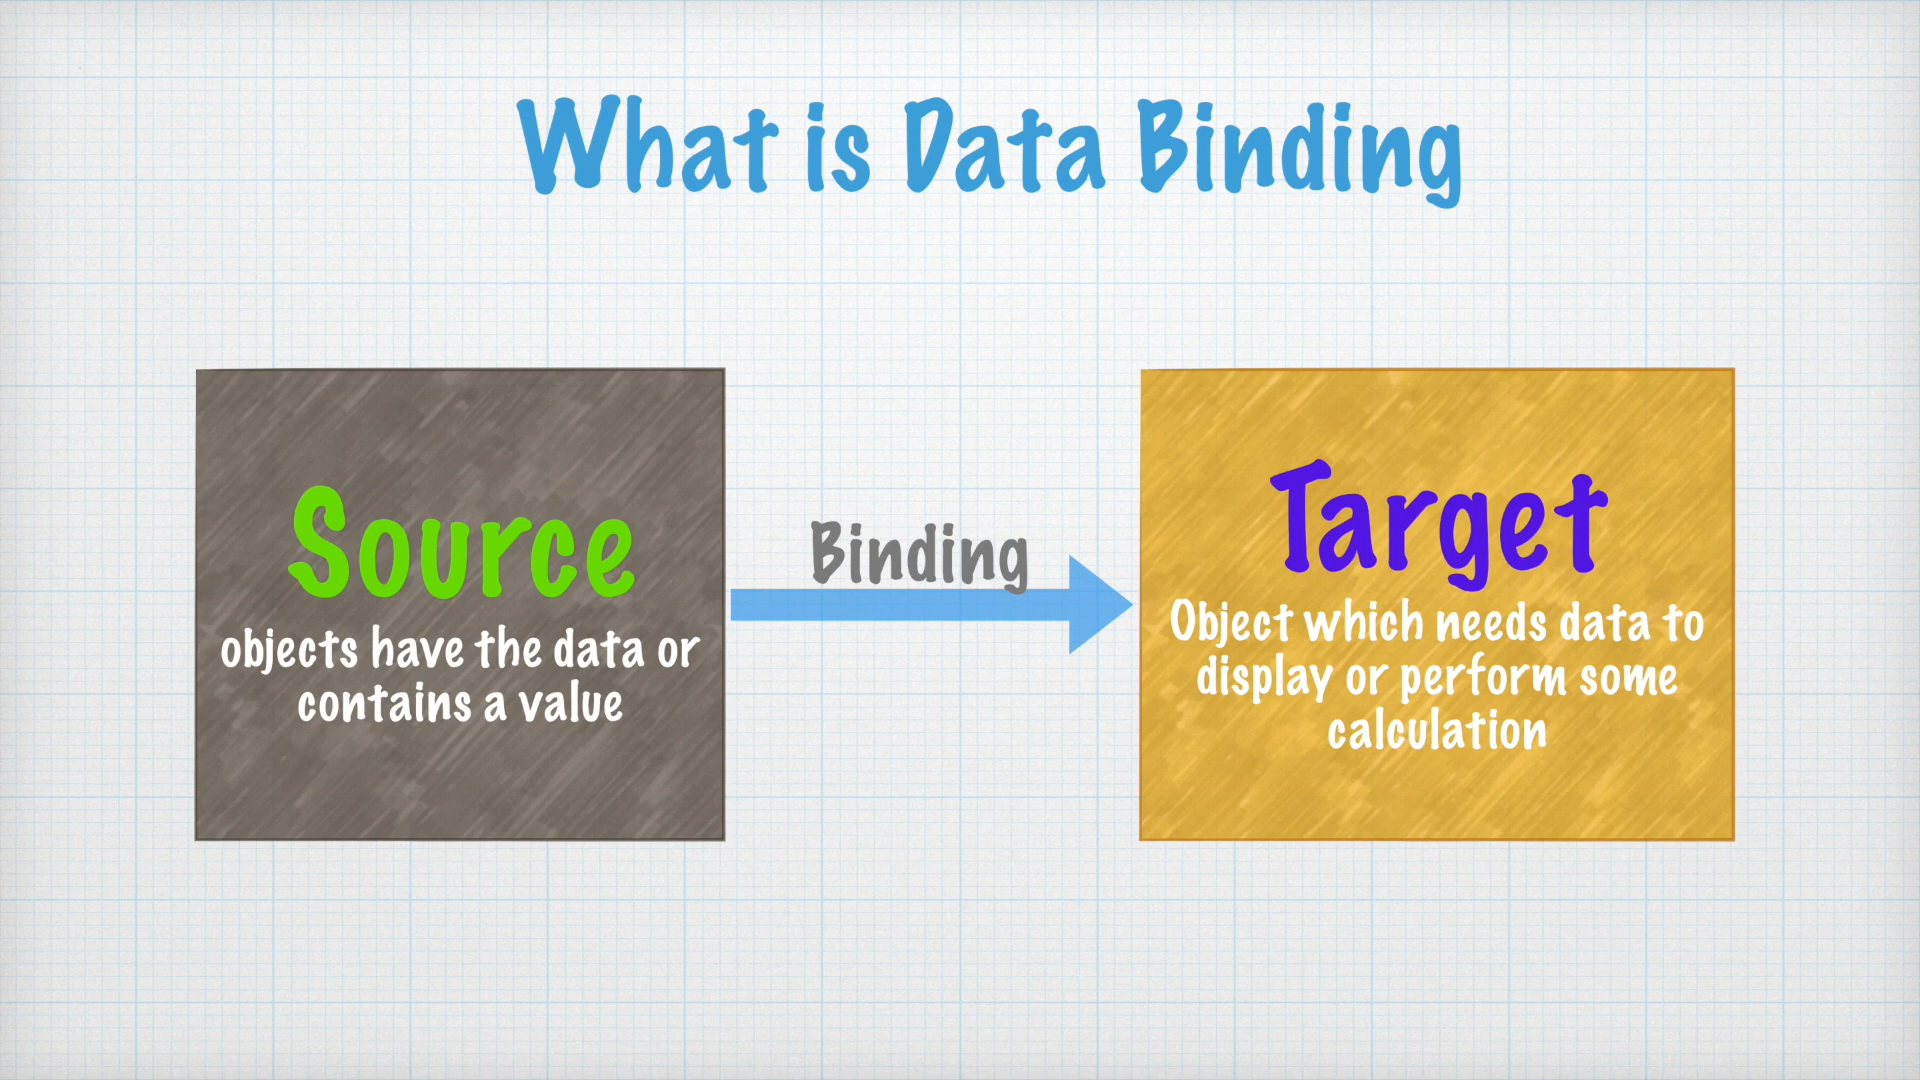 What is Data Binding
Source
objects have the data or
contains a value
Binding
Target
Object which needs data to
display or perform some
calculation